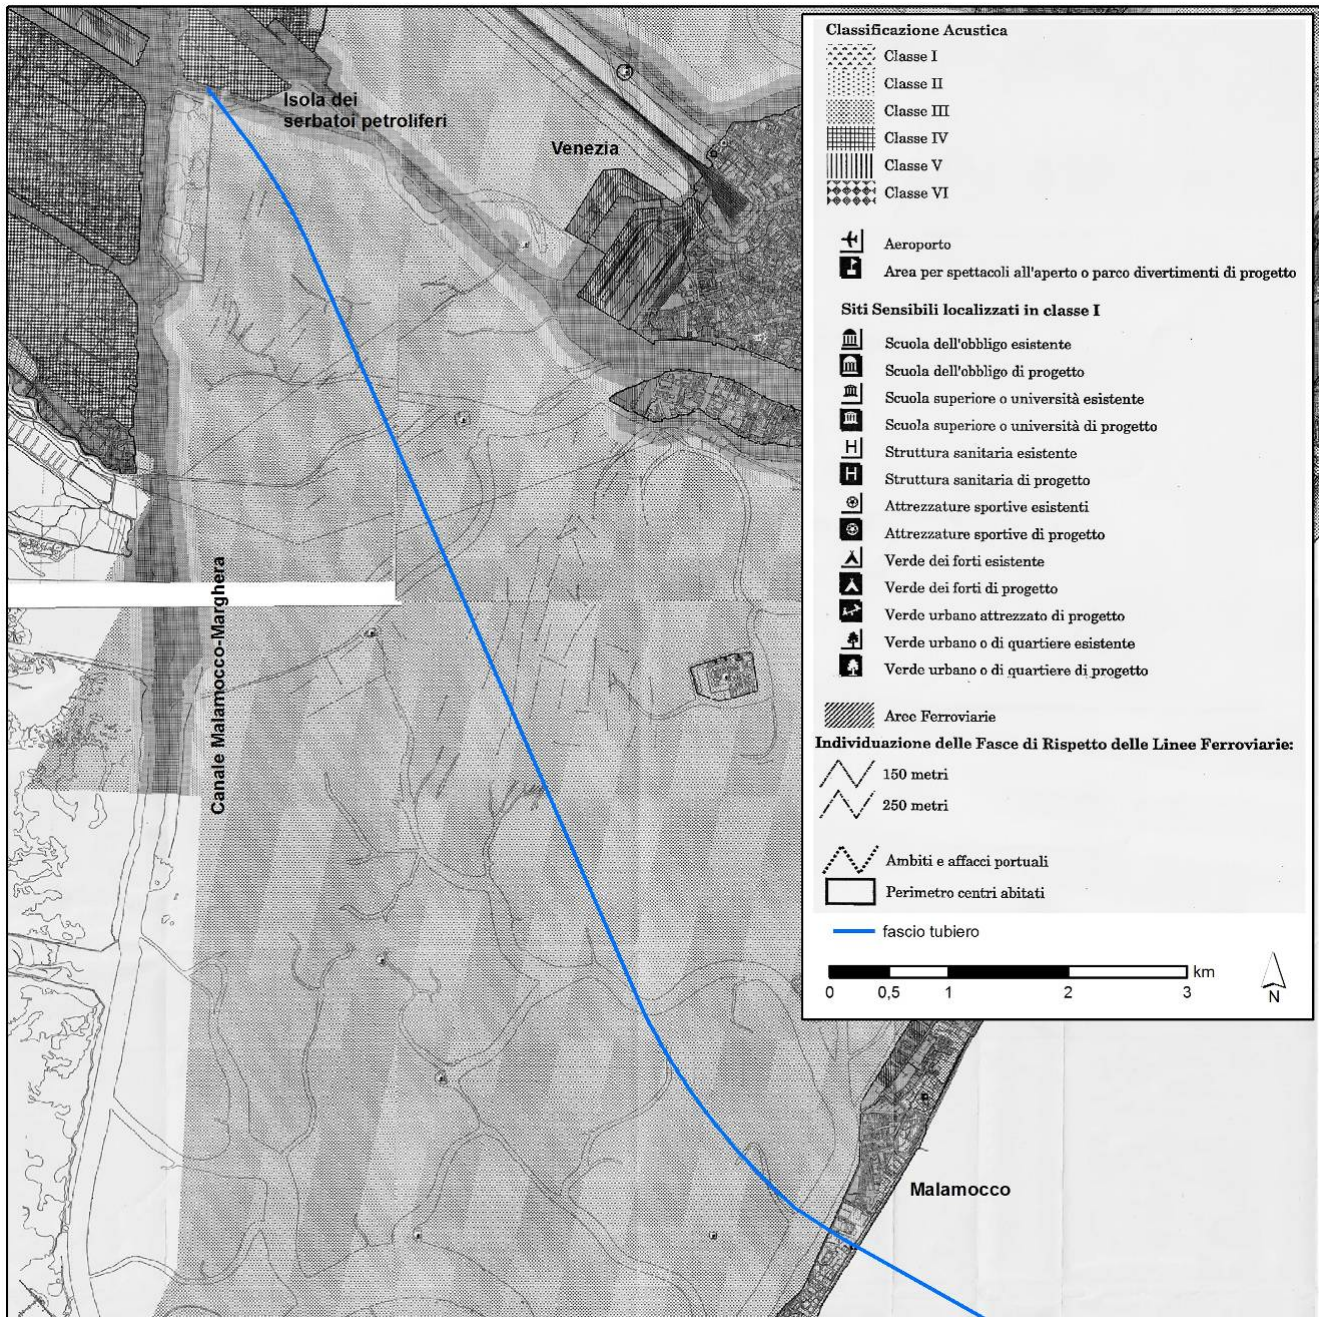 Isola dei
serbatoi petroliferi
Venezia
Canale Malamocco-Marghera
Malamocco
Classificazione Acustica
Classe I
Classe II
Classe III
Classe IV
Classe V
Classe VI
Aeroporto
Area per spettacoli all'aperto o parco divertimenti di progetto
Siti Sensibili localizzati in classe I
Scuola dell'obbligo esistente
Scuola dell'obbligo di progetto
Scuola superiore o università esistente
Scuola superiore o università di progetto
H Struttura sanitaria esistente
H Struttura sanitaria di progetto
Attrezzature sportive esistenti
Attrezzature sportive di progetto
Verde dei forti esistente
Verde dei forti di progetto
Verde urbano attrezzato di progetto
Verde urbano o di quartiere esistente
Verde urbano o di quartiere di progetto
Aree Ferroviarie
Individuazione delle Fasce di Rispetto delle Linee Ferroviarie:
150 metri
250 metri
Ambiti e affacci portuali
Perimetro centri abitati
fascio tubiero
km
0 0,5 1 2 3
N